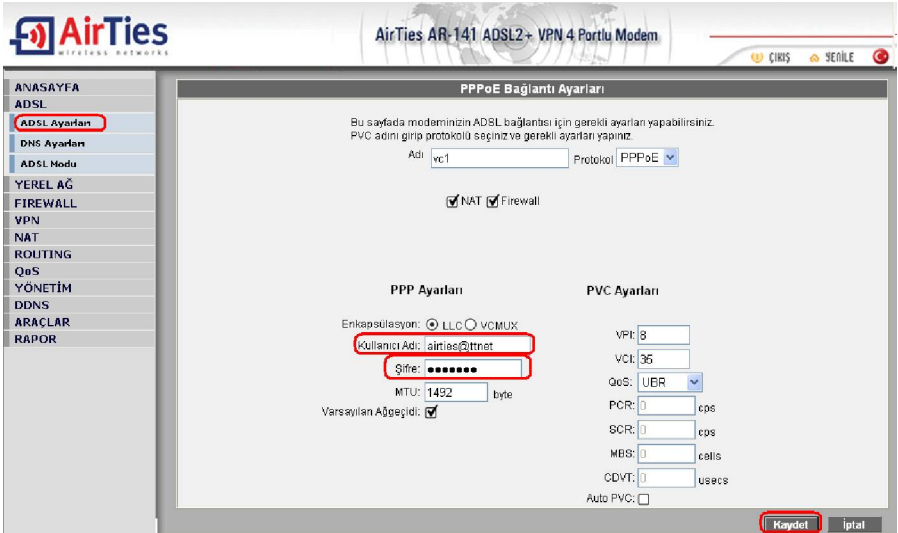 AirTies
wireless networks
AirTies AR-141 ADSL2+ VPN 4 Portlu Modem
ÇIKIŞ
YENİLE
ANASAYFA
ADSL
ADSL Ayarları
DNS Ayarları
ADSL Modu
YEREL AĞ
FIREWALL
VPN
NAT
ROUTING
QoS
YÖNETİM
DDNS
ARAÇLAR
RAPOR
PPPoE Bağlantı Ayarları
Bu sayfada modeminizin ADSL bağlantısı için gerekli ayarları yapabilirsiniz.
PVC adını girip protokolü seçiniz ve gerekli ayarları yapınız.
Adı vc1 Protokol PPPoE
NAT Firewall
PPP Ayarları
Enkapsülasyon: LLC VCMUX
Kullanıcı Adı: airties@ttnet
Şifre: •••••••
MTU: 1492 byte
Varsayılan Ağgeçidi:
PVC Ayarları
VPI: 8
VCI: 35
QoS: UBR
PCR: 0 cps
SCR: 0 cps
MBS: 0 cells
CDVT: 0 usecs
Auto PVC:
Kaydet İptal